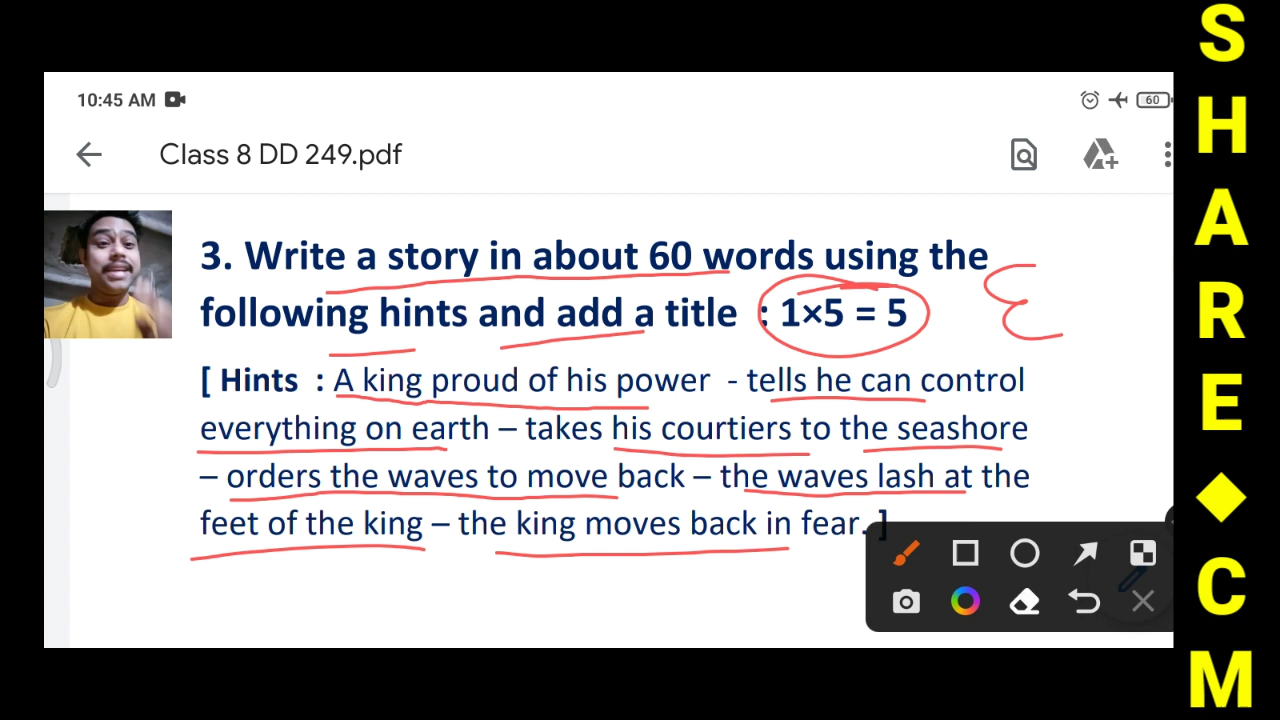 10:45 AM
60
Class 8 DD 249.pdf
3. Write a story in about 60 words using the
following hints and add a title : 1×5 = 5
[ Hints : A king proud of his power - tells he can control
everything on earth – takes his courtiers to the seashore
– orders the waves to move back – the waves lash at the
feet of the king – the king moves back in fear. ]
SHARE◆CM